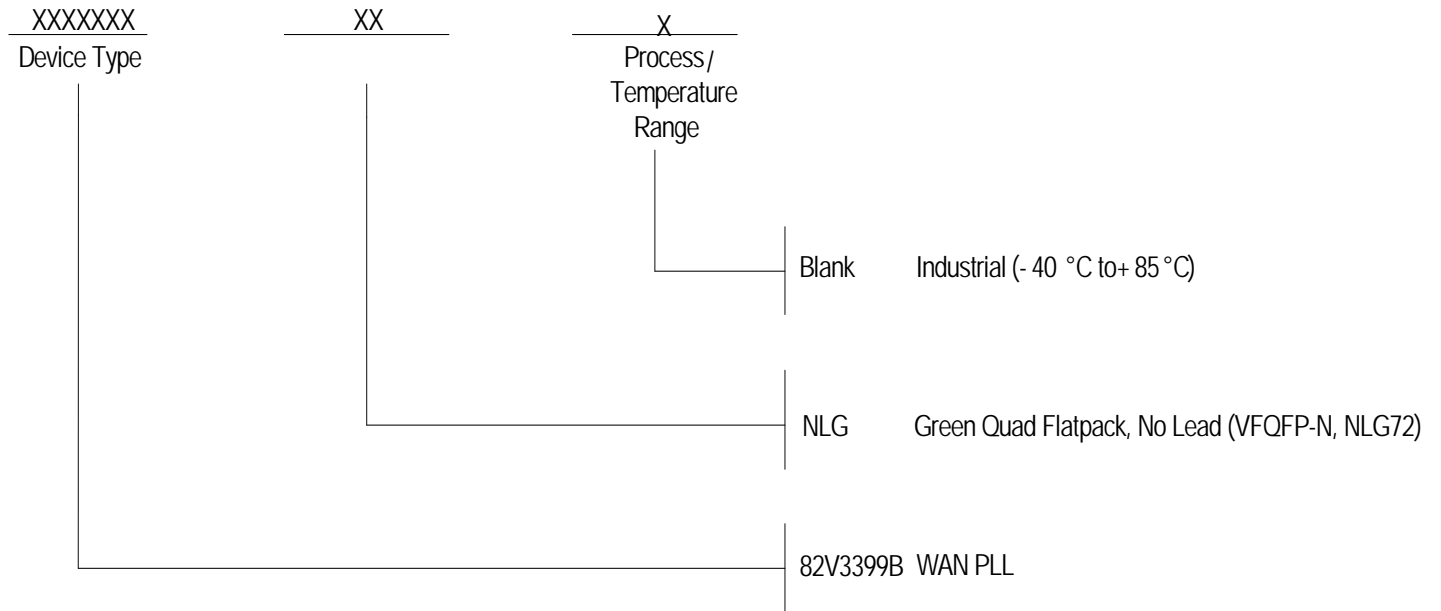 XXXXXXX XX X
Device Type
Process/
Temperature
Range
Blank Industrial (- 40 °C to+ 85 °C)
NLG Green Quad Flatpack, No Lead (VFQFP-N, NLG72)
82V3399B WAN PLL